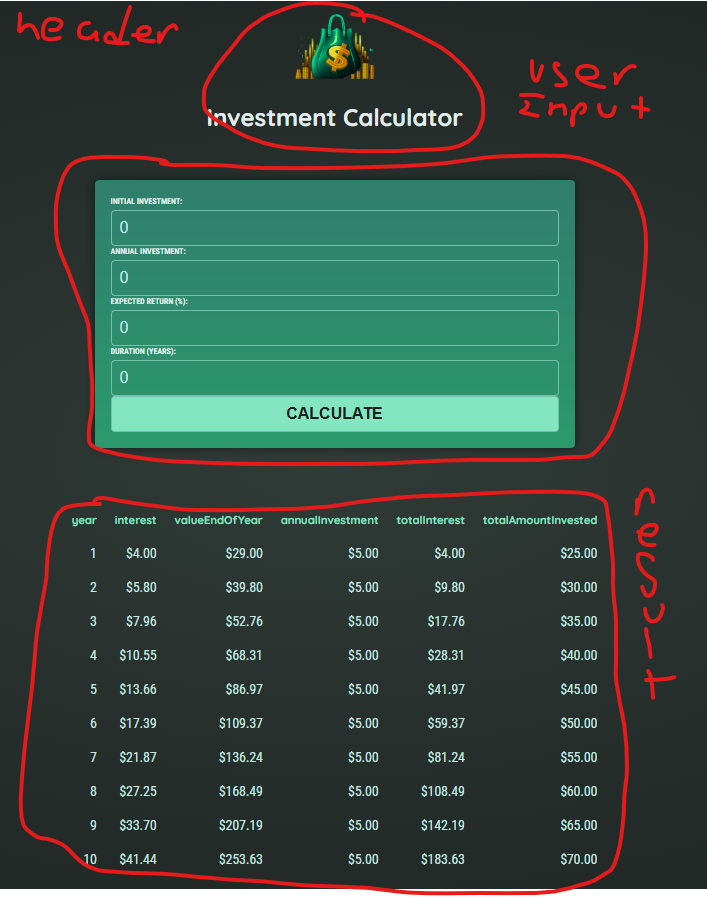 header
$
Investment Calculator
user
Input
INITIAL INVESTMENT:
0
ANNUAL INVESTMENT:
0
EXPECTED RETURN (%):
0
DURATION (YEARS):
0
CALCULATE
year interest valueEndOfYear annualInvestment totalInterest totalAmountInvested
1 $4.00 $29.00 $5.00 $4.00 $25.00
2 $5.80 $39.80 $5.00 $9.80 $30.00
3 $7.96 $52.76 $5.00 $17.76 $35.00
4 $10.55 $68.31 $5.00 $28.31 $40.00
5 $13.66 $86.97 $5.00 $41.97 $45.00
6 $17.39 $109.37 $5.00 $59.37 $50.00
7 $21.87 $136.24 $5.00 $81.24 $55.00
8 $27.25 $168.49 $5.00 $108.49 $60.00
9 $33.70 $207.19 $5.00 $142.19 $65.00
10 $41.44 $253.63 $5.00 $183.63 $70.00